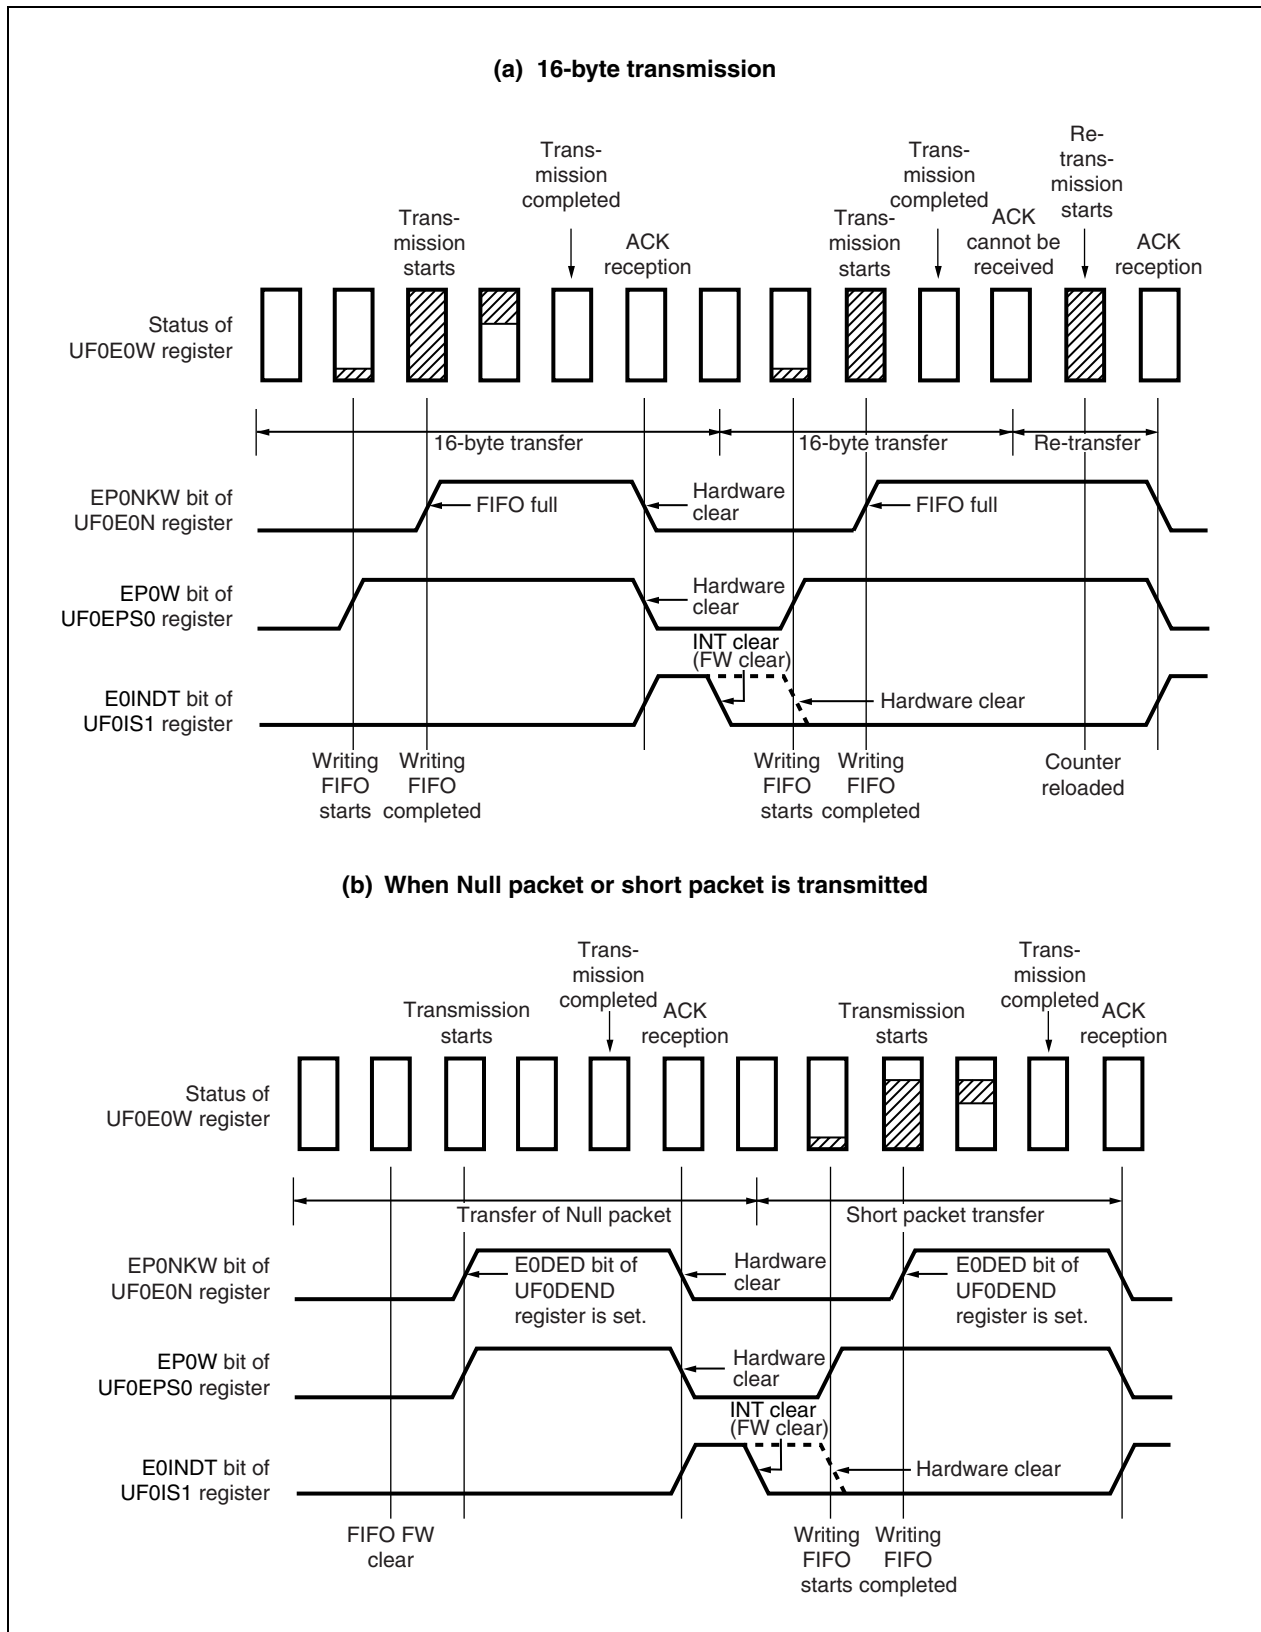 (a) 16-byte transmission
Trans-
mission
completed
Trans-
mission
starts
ACK
reception
Trans-
mission
completed
Trans-
mission
starts
ACK
cannot be
received
Re-
trans-
mission
starts
ACK
reception
Status of
UF0E0W register
16-byte transfer
16-byte transfer
Re-transfer
EP0NKW bit of
UF0E0N register
FIFO full
Hardware
clear
FIFO full
EP0W bit of
UF0EPS0 register
Hardware
clear
INT clear
(FW clear)
E0INDT bit of
UF0IS1 register
Hardware clear
Writing
FIFO
starts
Writing
FIFO
completed
Writing
FIFO
starts
Writing
FIFO
completed
Counter
reloaded
(b) When Null packet or short packet is transmitted
Transmission
starts
Trans-
mission
completed
ACK
reception
Transmission
starts
Trans-
mission
completed
ACK
reception
Status of
UF0E0W register
Transfer of Null packet
Short packet transfer
EP0NKW bit of
UF0E0N register
E0DED bit of
UF0DEND
register is set.
Hardware
clear
E0DED bit of
UF0DEND
register is set.
EP0W bit of
UF0EPS0 register
Hardware
clear
INT clear
(FW clear)
E0INDT bit of
UF0IS1 register
Hardware clear
FIFO FW
clear
Writing
FIFO
starts
Writing
FIFO
completed